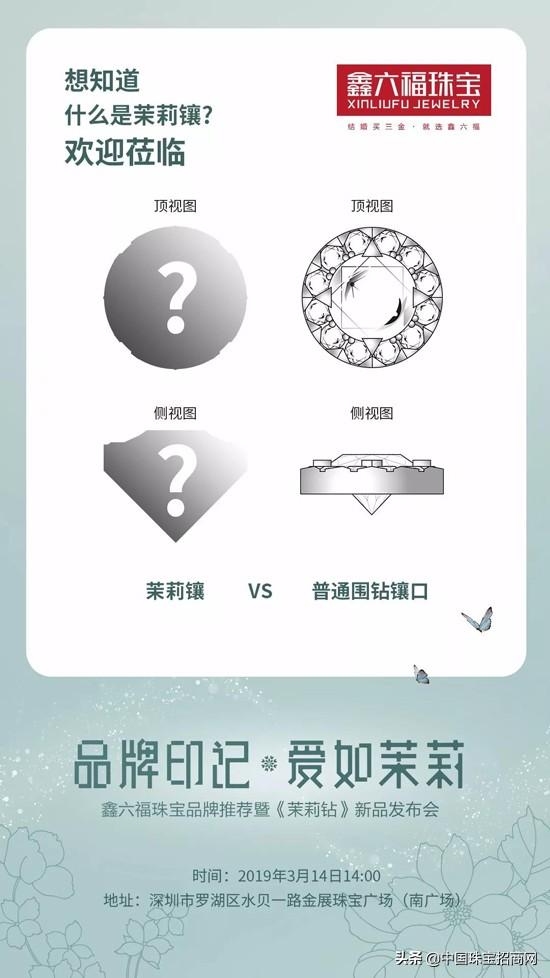 想知道
什么是茉莉镶?
欢迎莅临
鑫六福珠宝
XINLIUFU JEWELRY
结婚买三金·就选鑫六福
顶视图 顶视图
?
侧视图 侧视图
?
茉莉镶 VS 普通围钻镶口
品牌印记 爱如茉莉
鑫六福珠宝品牌推荐暨《茉莉钻》新品发布会
时间：2019年3月14日14:00
地址：深圳市罗湖区水贝一路金展珠宝广场（南广场）
头条 @中国珠宝招商网